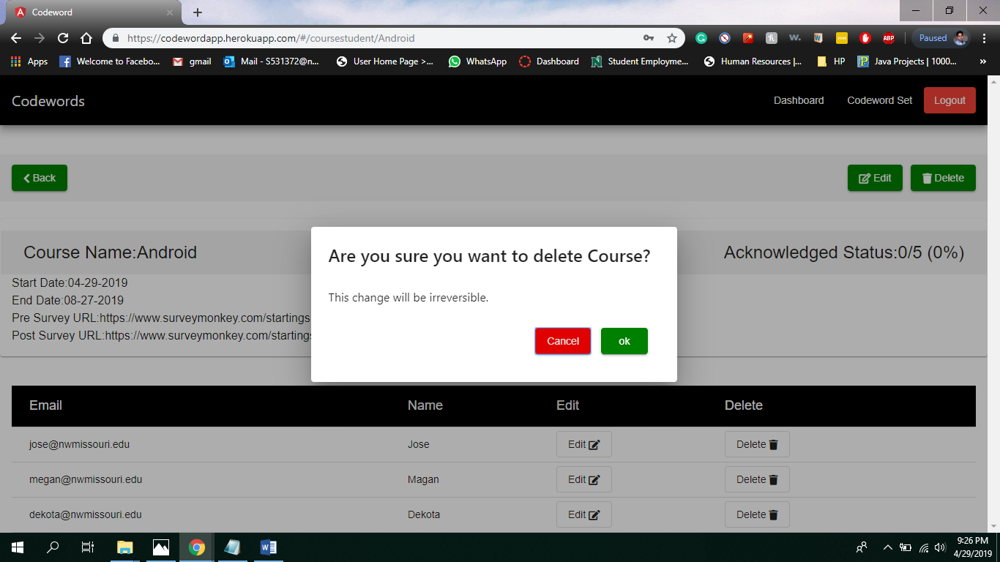 Codeword
https://codewordapp.herokuapp.com/#/coursestudent/Android
Paused
Apps
Welcome to Facebo...
gmail
Mail - S531372@n...
User Home Page >...
WhatsApp
Dashboard
Student Employme...
Human Resources |...
HP
Java Projects | 1000...
»
Codewords
Dashboard
Codeword Set
Logout
Back
Edit
Delete
Course Name:Android
Acknowledged Status:0/5 (0%)
Start Date:04-29-2019
End Date:08-27-2019
Pre Survey URL:https://www.surveymonkey.com/startings
Post Survey URL:https://www.surveymonkey.com/startings
Are you sure you want to delete Course?
This change will be irreversible.
Cancel
ok
Email Name Edit Delete
jose@nwmissouri.edu Jose Edit Delete
megan@nwmissouri.edu Magan Edit Delete
dekota@nwmissouri.edu Dekota Edit Delete
9:26 PM
4/29/2019